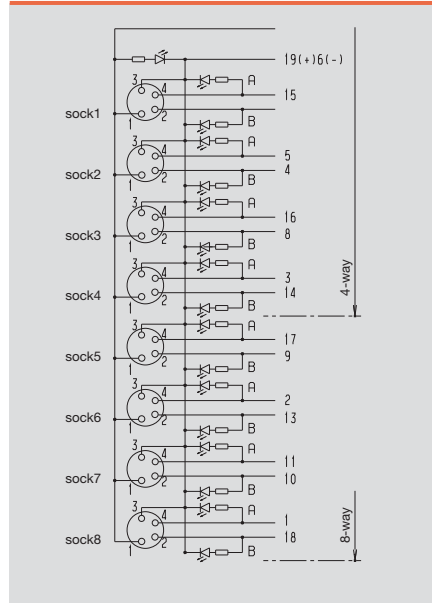 19(+)6(-)
3 A
4 15
sock1
1 2 B
3 A
4 5
4
sock2
1 2 B
3 A
4 16
8
sock3
1 2 B
3 A
4 3
14
sock4
1 2 B
4-way
3 A
4 17
9
sock5
1 2 B
3 A
4 2
13
sock6
1 2 B
3 A
4 11
10
sock7
1 2 B
3 A
4 1
18
sock8
1 2 B
8-way